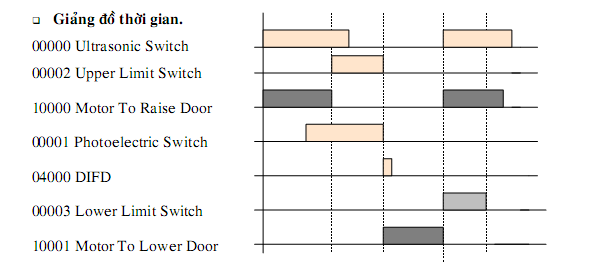 Giảng đồ thời gian.
00000 Ultrasonic Switch
00002 Upper Limit Switch
10000 Motor To Raise Door
00001 Photoelectric Switch
04000 DIFD
00003 Lower Limit Switch
10001 Motor To Lower Door